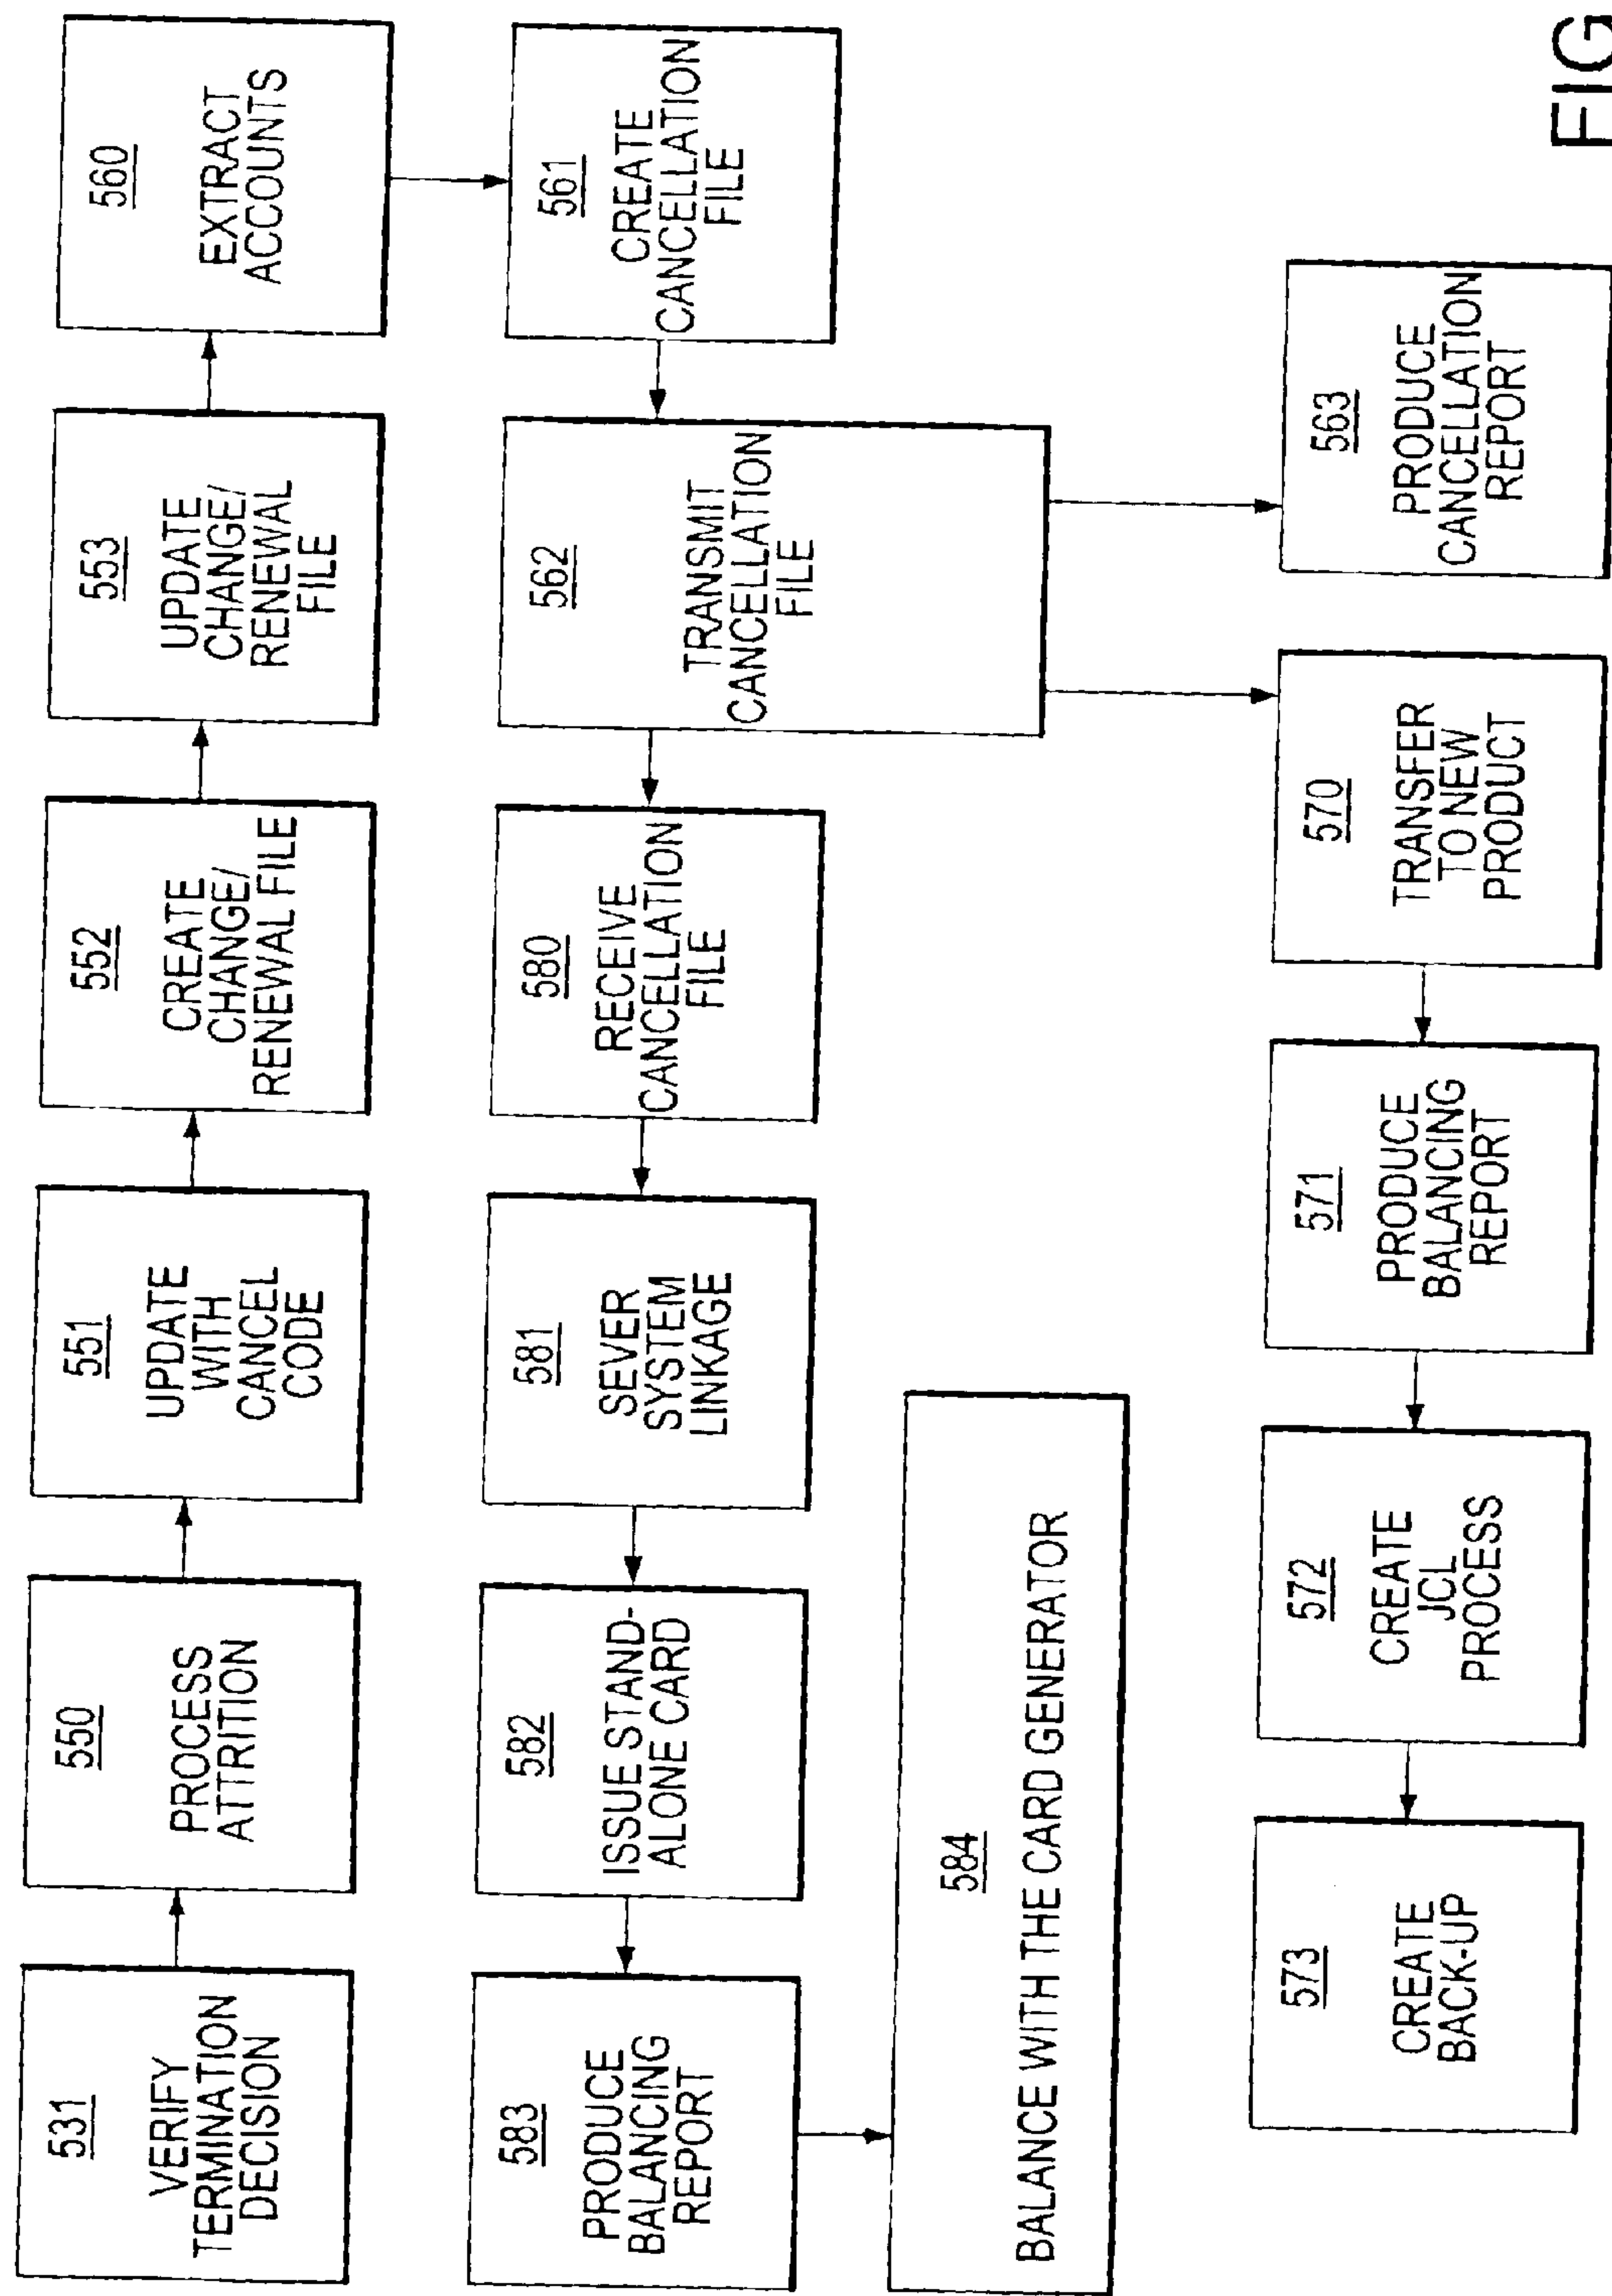 531
VERIFY
TERMINATION
DECISION
550
PROCESS
ATTRITION
551
UPDATE
WITH
CANCEL
CODE
552
CREATE
CHANGE/
RENEWAL FILE
553
UPDATE
CHANGE/
RENEWAL
FILE
560
EXTRACT
ACCOUNTS
583
PRODUCE
BALANCING
REPORT
582
ISSUE STAND-
ALONE CARD
581
SEVER
SYSTEM
LINKAGE
580
RECEIVE
CANCELLATION
FILE
562
TRANSMIT
CANCELLATION
FILE
561
CREATE
CANCELLATION
FILE
584
BALANCE WITH THE CARD GENERATOR
573
CREATE
BACK-UP
572
CREATE
JCL
PROCESS
571
PRODUCE
BALANCING
REPORT
570
TRANSFER
TO NEW
PRODUCT
563
PRODUCE
CANCELLATION
REPORT
FIG